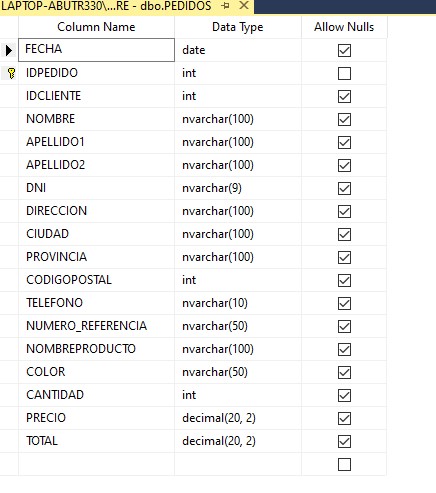 LAPTOP-ABUTR330\...RE - dbo.PEDIDOS
Column Name Data Type Allow Nulls
FECHA date
IDPEDIDO int
IDCLIENTE int
NOMBRE nvarchar(100)
APELLIDO1 nvarchar(100)
APELLIDO2 nvarchar(100)
DNI nvarchar(9)
DIRECCION nvarchar(100)
CIUDAD nvarchar(100)
PROVINCIA nvarchar(100)
CODIGOPOSTAL int
TELEFONO nvarchar(10)
NUMERO_REFERENCIA nvarchar(50)
NOMBREPRODUCTO nvarchar(100)
COLOR nvarchar(50)
CANTIDAD int
PRECIO decimal(20, 2)
TOTAL decimal(20, 2)